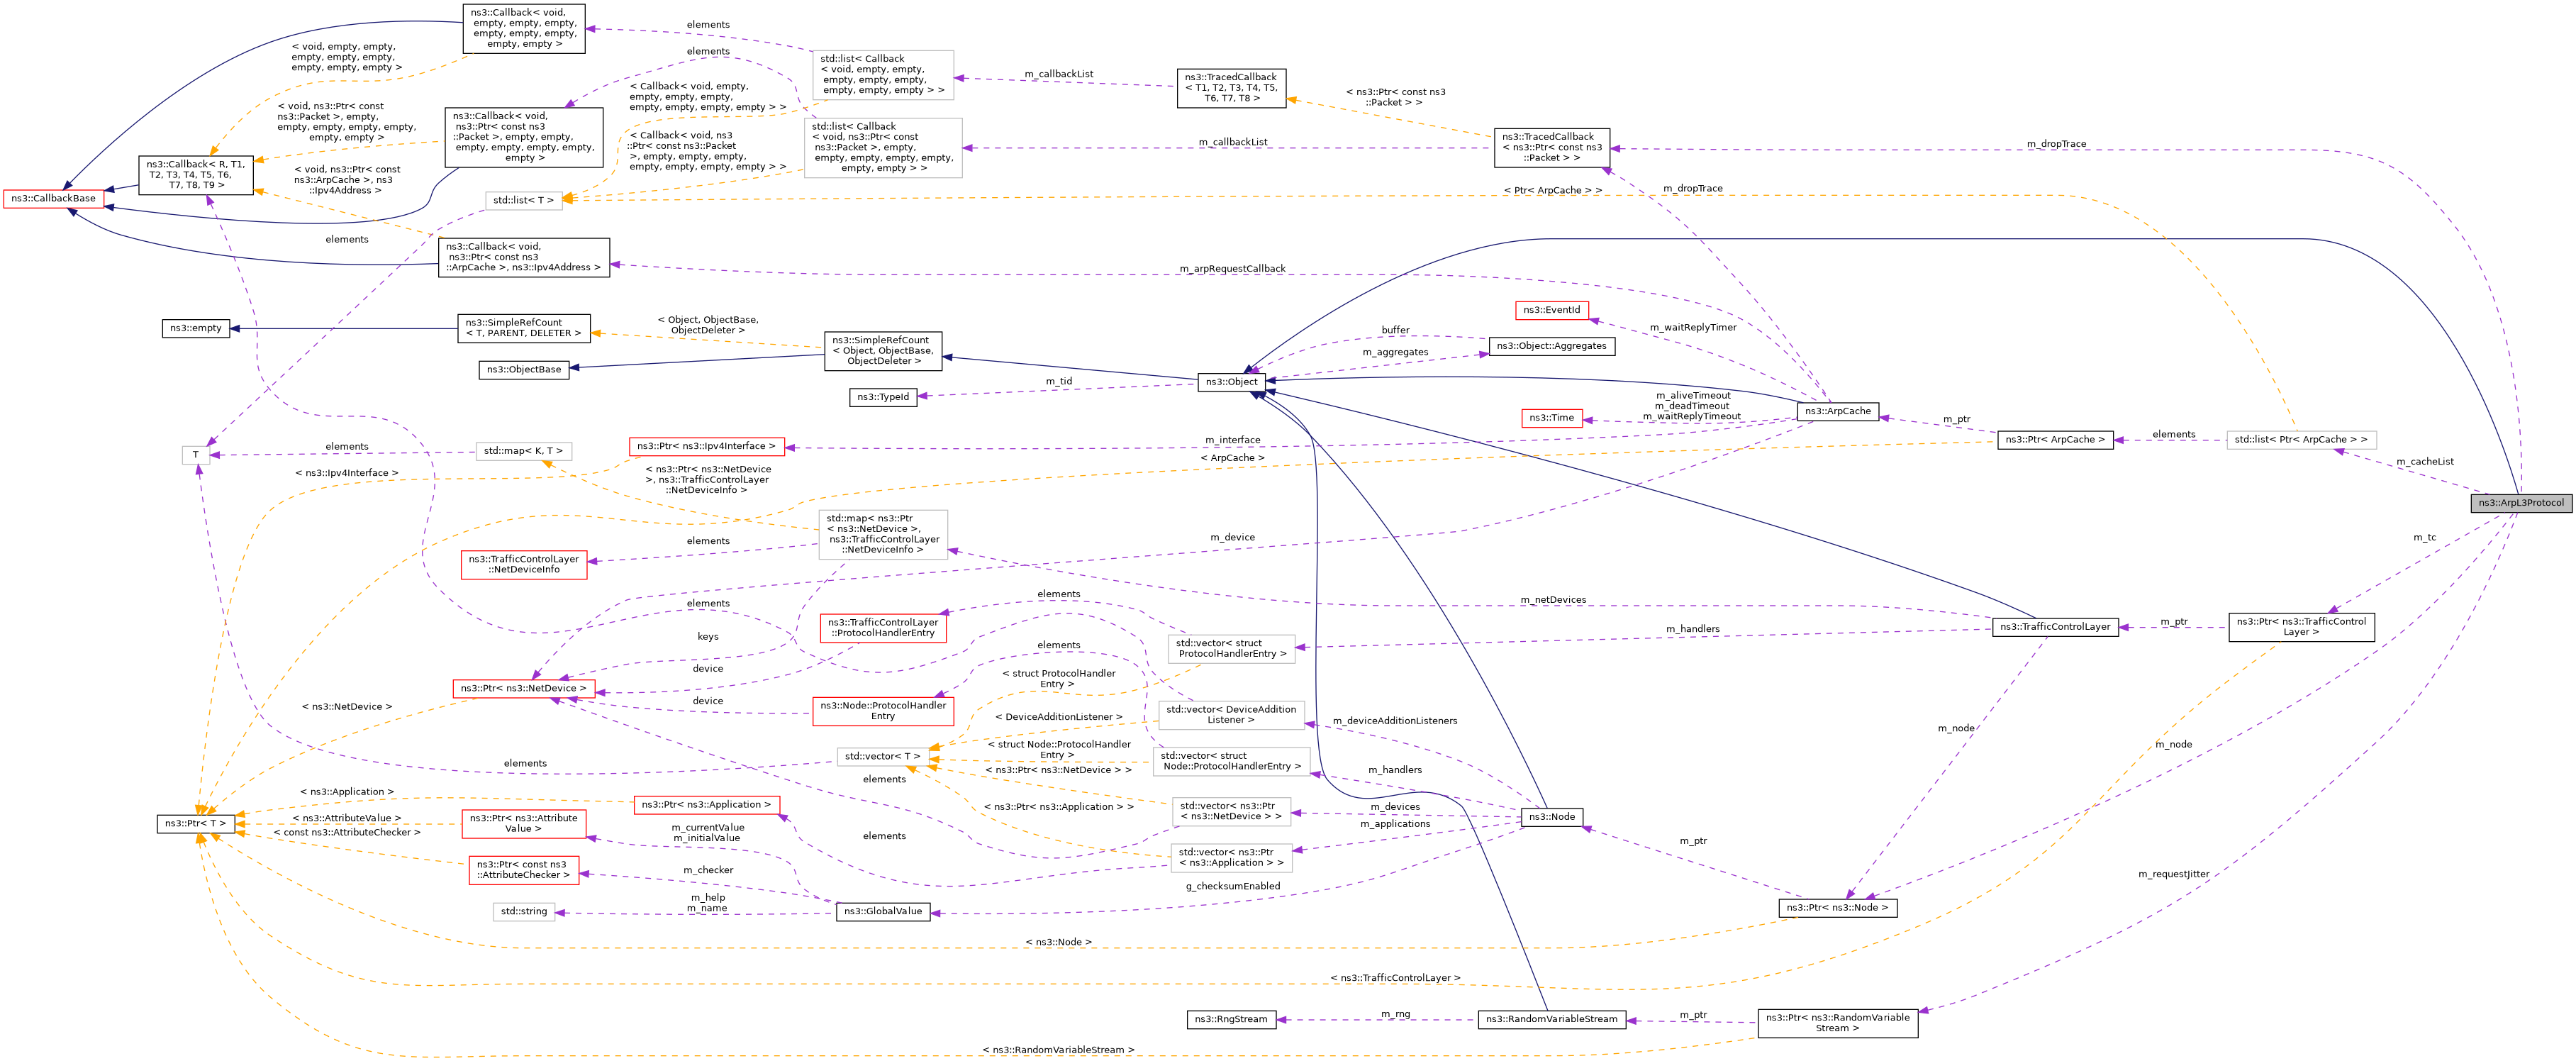 ns3::Callback< void,
empty, empty, empty,
empty, empty, empty,
empty, empty >
elements
< void, empty, empty,
empty, empty, empty,
empty, empty, empty >
elements
std::list< Callback
< void, empty, empty,
empty, empty, empty,
empty, empty, empty > >
m_callbackList
ns3::TracedCallback
< T1, T2, T3, T4, T5,
T6, T7, T8 >
< ns3::Ptr< const ns3
::Packet > >
< Callback< void, empty,
empty, empty, empty,
empty, empty, empty, empty > >
< void, ns3::Ptr< const
ns3::Packet >, empty,
empty, empty, empty, empty,
empty, empty >
ns3::Callback< void,
ns3::Ptr< const ns3
::Packet >, empty, empty,
empty, empty, empty, empty,
empty >
std::list< Callback
< void, ns3::Ptr< const
ns3::Packet >, empty,
empty, empty, empty, empty,
empty, empty > >
< Callback< void, ns3
::Ptr< const ns3::Packet
>, empty, empty, empty,
empty, empty, empty, empty > >
m_callbackList
ns3::TracedCallback
< ns3::Ptr< const ns3
::Packet > >
m_dropTrace
ns3::Callback< R, T1,
T2, T3, T4, T5, T6,
T7, T8, T9 >
< void, ns3::Ptr< const
ns3::ArpCache >, ns3
::Ipv4Address >
ns3::CallbackBase
std::list< T >
< Ptr< ArpCache > >
m_dropTrace
elements
ns3::Callback< void,
ns3::Ptr< const ns3
::ArpCache >, ns3::Ipv4Address >
m_arpRequestCallback
ns3::EventId
ns3::empty
ns3::SimpleRefCount
< T, PARENT, DELETER >
< Object, ObjectBase,
ObjectDeleter >
ns3::SimpleRefCount
< Object, ObjectBase,
ObjectDeleter >
buffer
m_waitReplyTimer
ns3::Object::Aggregates
m_aggregates
ns3::ObjectBase
ns3::Object
m_tid
ns3::TypeId
m_aliveTimeout
m_deadTimeout
m_waitReplyTimeout
ns3::Time
ns3::ArpCache
m_ptr
ns3::Ptr< ArpCache >
elements
std::list< Ptr< ArpCache > >
m_cacheList
T
elements
std::map< K, T >
ns3::Ptr< ns3::Ipv4Interface >
m_interface
< ArpCache >
< ns3::Ipv4Interface >
< ns3::Ptr< ns3::NetDevice
>, ns3::TrafficControlLayer
::NetDeviceInfo >
ns3::ArpL3Protocol
std::map< ns3::Ptr
< ns3::NetDevice >,
ns3::TrafficControlLayer
::NetDeviceInfo >
elements
ns3::TrafficControlLayer
::NetDeviceInfo
m_device
m_tc
elements
elements
m_netDevices
ns3::TrafficControlLayer
::ProtocolHandlerEntry
keys
std::vector< struct
ProtocolHandlerEntry >
m_handlers
ns3::TrafficControlLayer
m_ptr
ns3::Ptr< ns3::TrafficControl
Layer >
elements
device
ns3::Ptr< ns3::NetDevice >
< struct ProtocolHandler
Entry >
device
ns3::Node::ProtocolHandler
Entry
< ns3::NetDevice >
< DeviceAddition​Listener >
std::vector< DeviceAddition
Listener >
m_deviceAdditionListeners
m_node
m_node
< struct Node::ProtocolHandler
Entry >
std::vector< struct
Node::ProtocolHandlerEntry >
std::vector< T >
elements
< ns3::Ptr< ns3::NetDevice > >
m_handlers
elements
< ns3::Application >
ns3::Ptr< ns3::Application >
< ns3::Ptr< ns3::Application > >
std::vector< ns3::Ptr
< ns3::NetDevice > >
m_devices
ns3::Node
ns3::Ptr< T >
< ns3::AttributeValue >
ns3::Ptr< ns3::Attribute
Value >
m_applications
< const ns3::AttributeChecker >
m_currentValue
m_initialValue
elements
std::vector< ns3::Ptr
< ns3::Application > >
m_ptr
ns3::Ptr< const ns3
::AttributeChecker >
m_checker
g_checksumEnabled
m_requestJitter
std::string
m_help
m_name
ns3::GlobalValue
ns3::Ptr< ns3::Node >
< ns3::Node >
< ns3::TrafficControlLayer >
ns3::RngStream
m_rng
ns3::RandomVariableStream
m_ptr
ns3::Ptr< ns3::RandomVariable
Stream >
< ns3::RandomVariableStream >